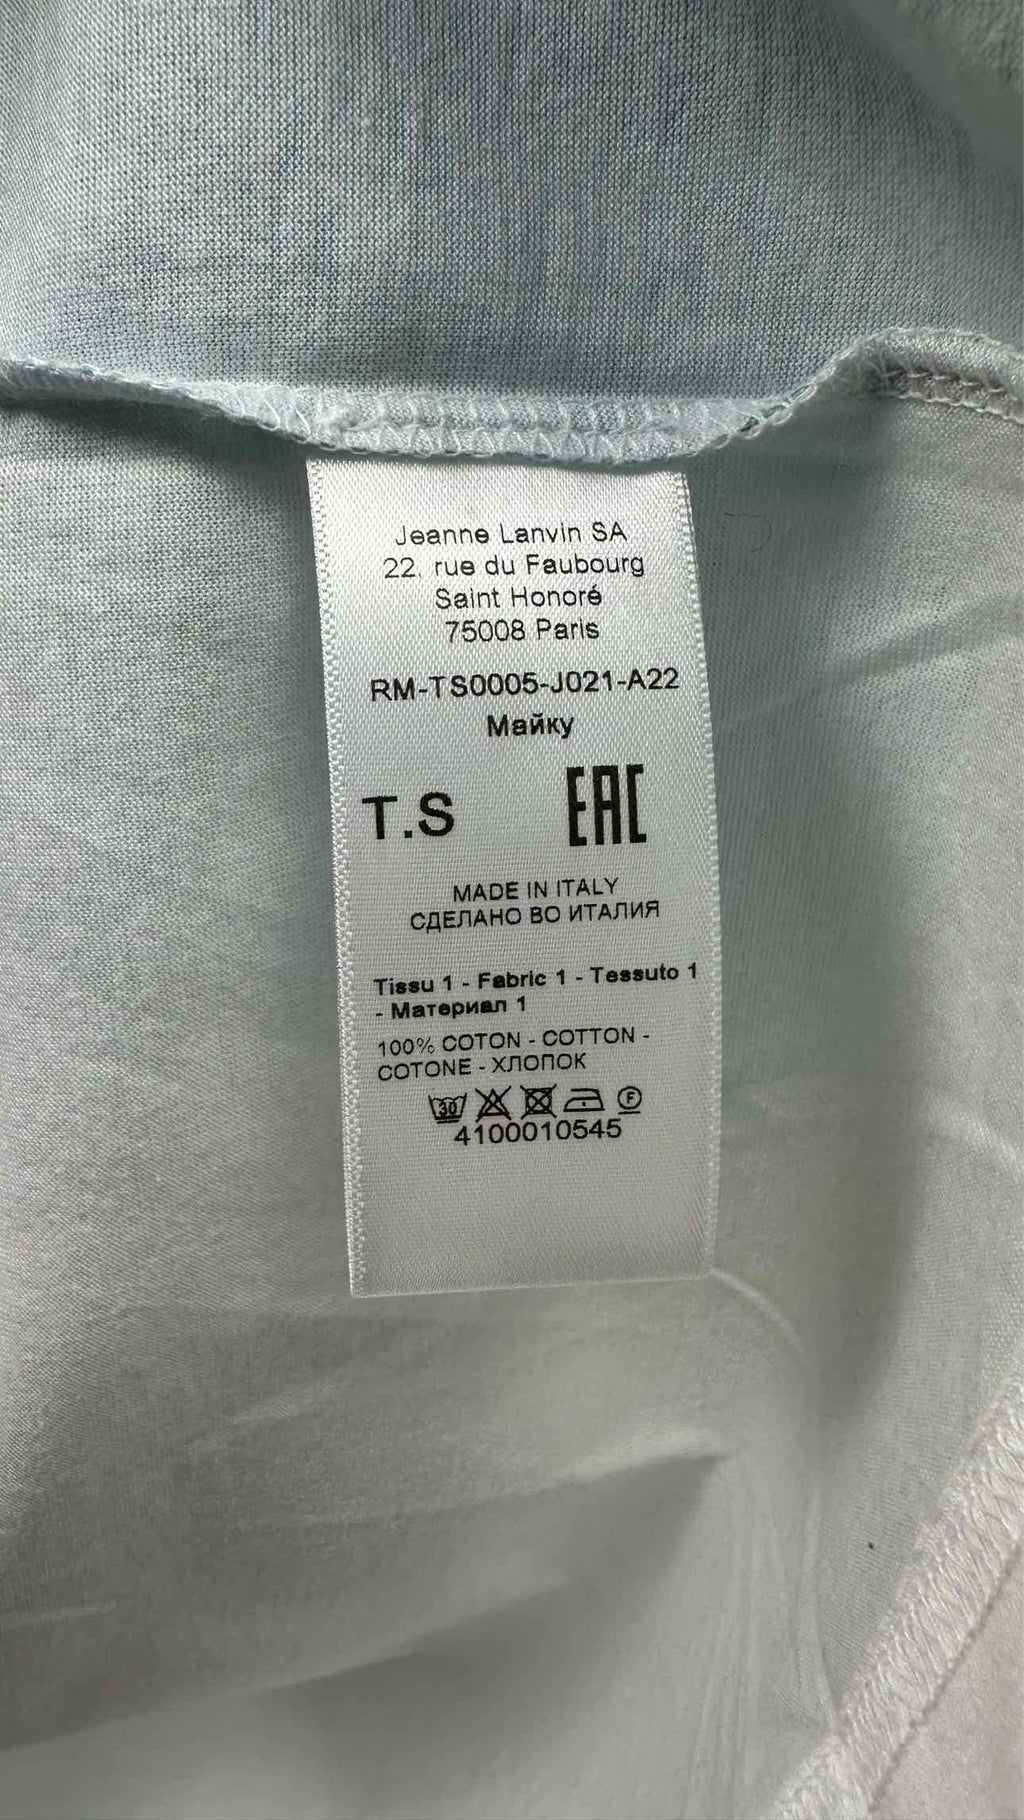 Jeanne Lanvin SA
22, rue du Faubourg
Saint Honoré
75008 Paris
RM-TS0005-J021-A22
Майку
T.S EAC
MADE IN ITALY
СДЕЛАНО ВО ИТАЛИЯ
Tissu 1 - Fabric 1 - Tessuto 1
- Материал 1
100% COTON - COTTON -
COTONE - ХЛОПОК
30 F
4100010545